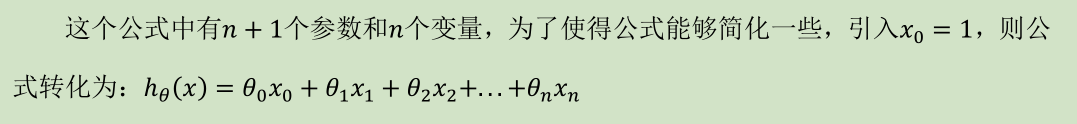 这个公式中有n + 1个参数和n个变量，为了使得公式能够简化一些，引入x₀ = 1，则公
式转化为：hθ(x) = θ₀x₀ + θ₁x₁ + θ₂x₂+...+θₙxₙ